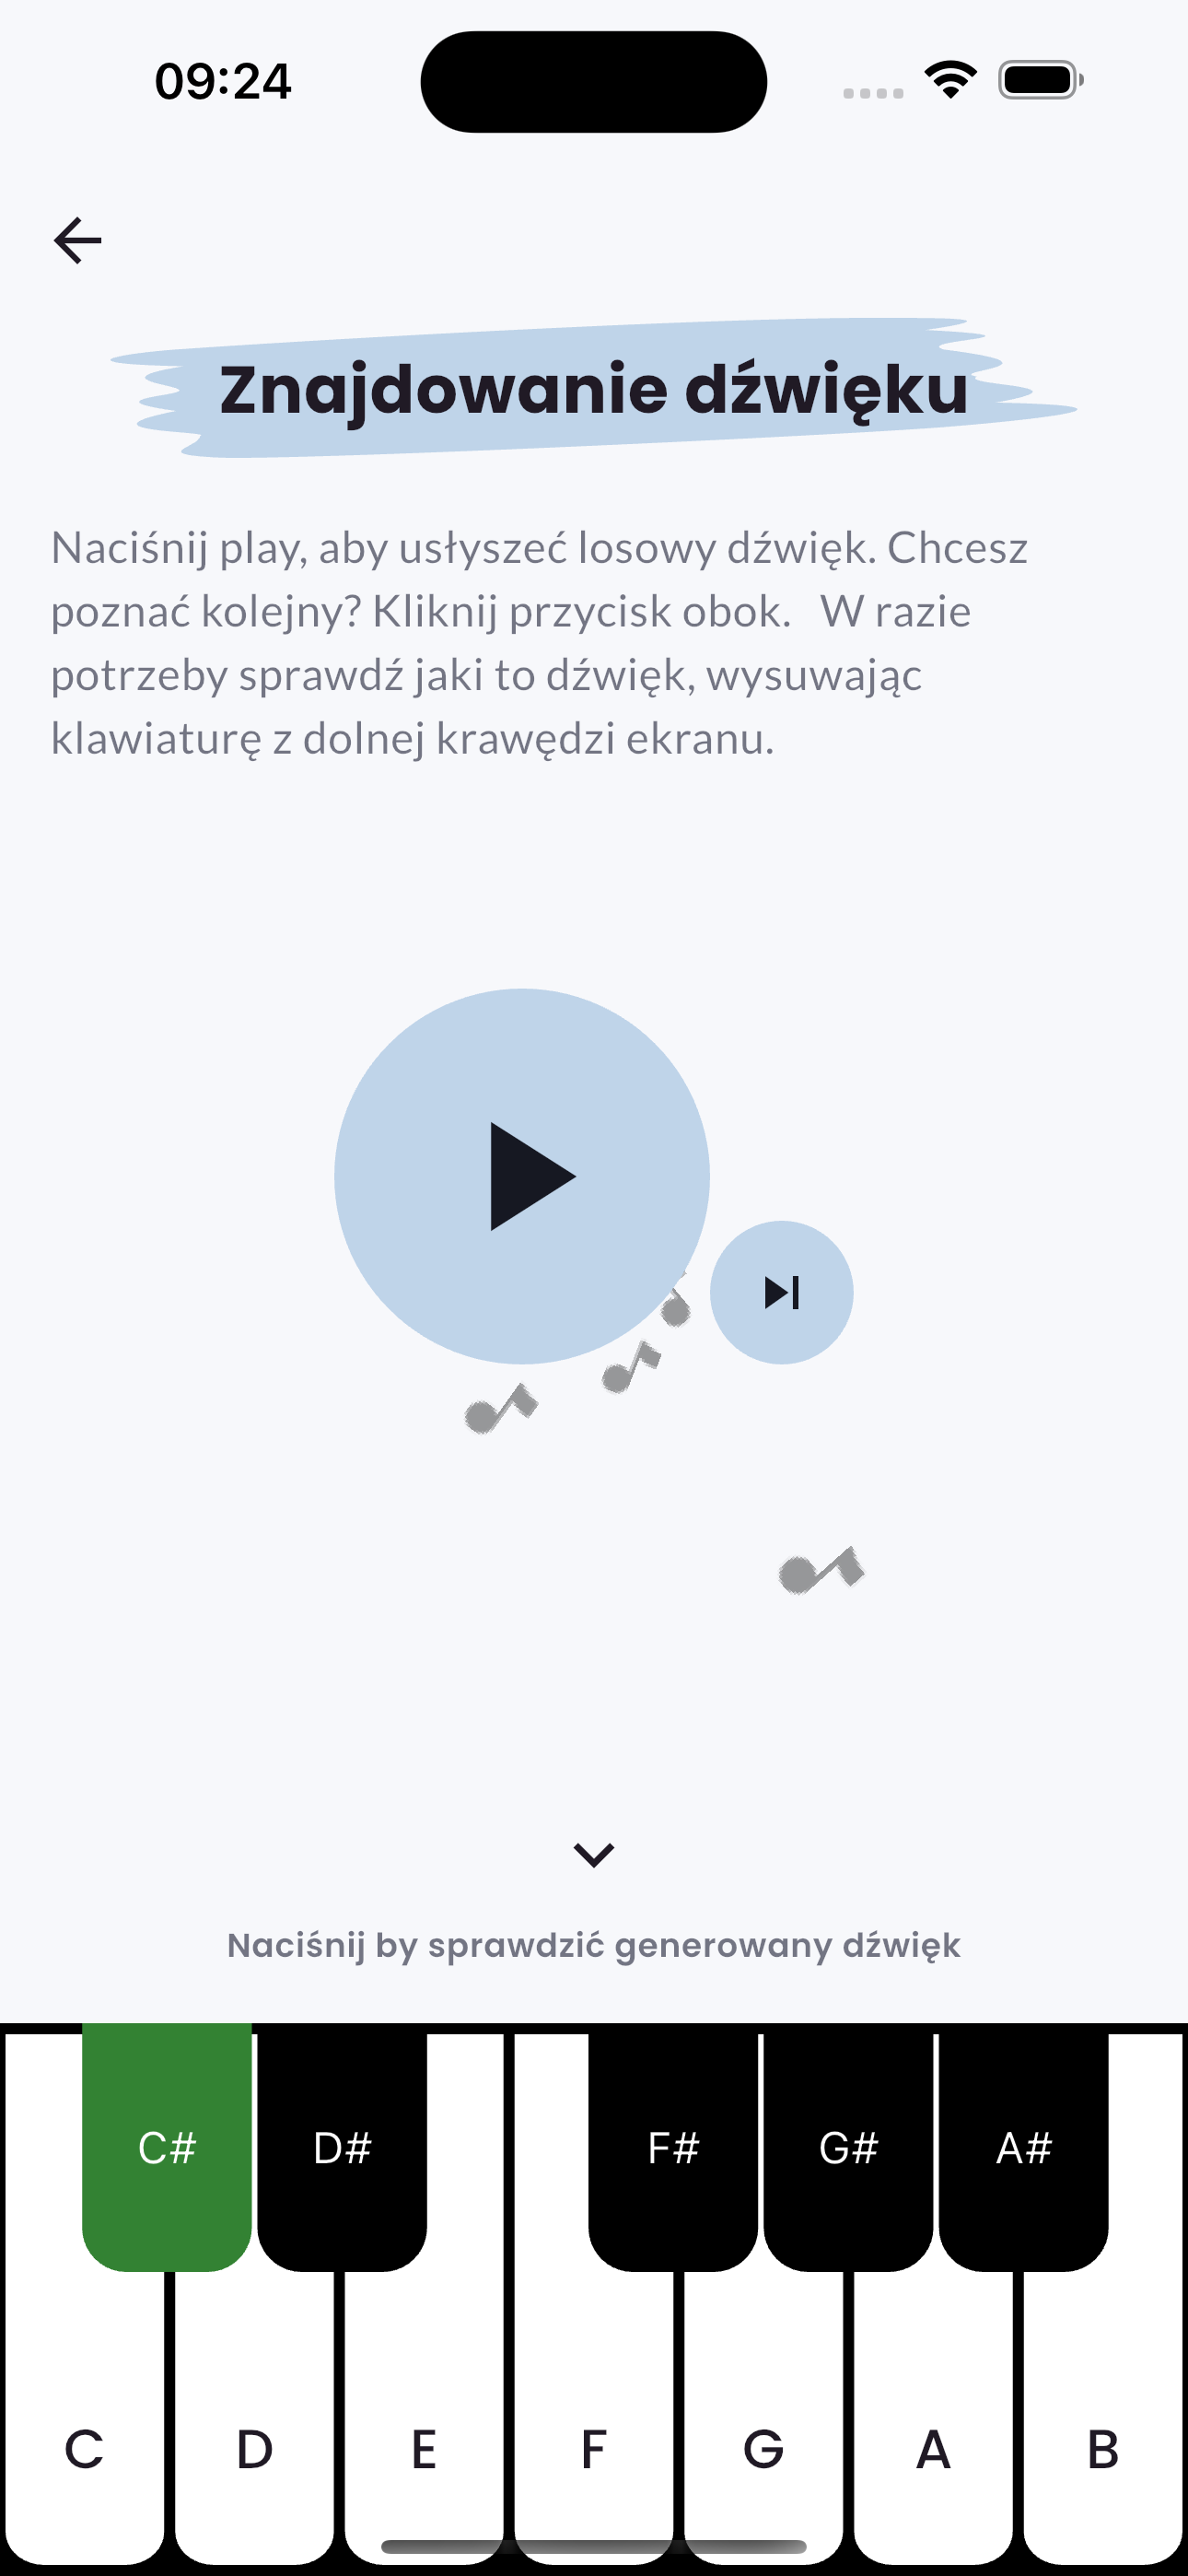 09:24
Znajdowanie dźwięku
Naciśnij play, aby usłyszeć losowy dźwięk. Chcesz
poznać kolejny? Kliknij przycisk obok.   W razie
potrzeby sprawdź jaki to dźwięk, wysuwając
klawiaturę z dolnej krawędzi ekranu.
Naciśnij by sprawdzić generowany dźwięk
C# D# F# G# A#
C D E F G A B